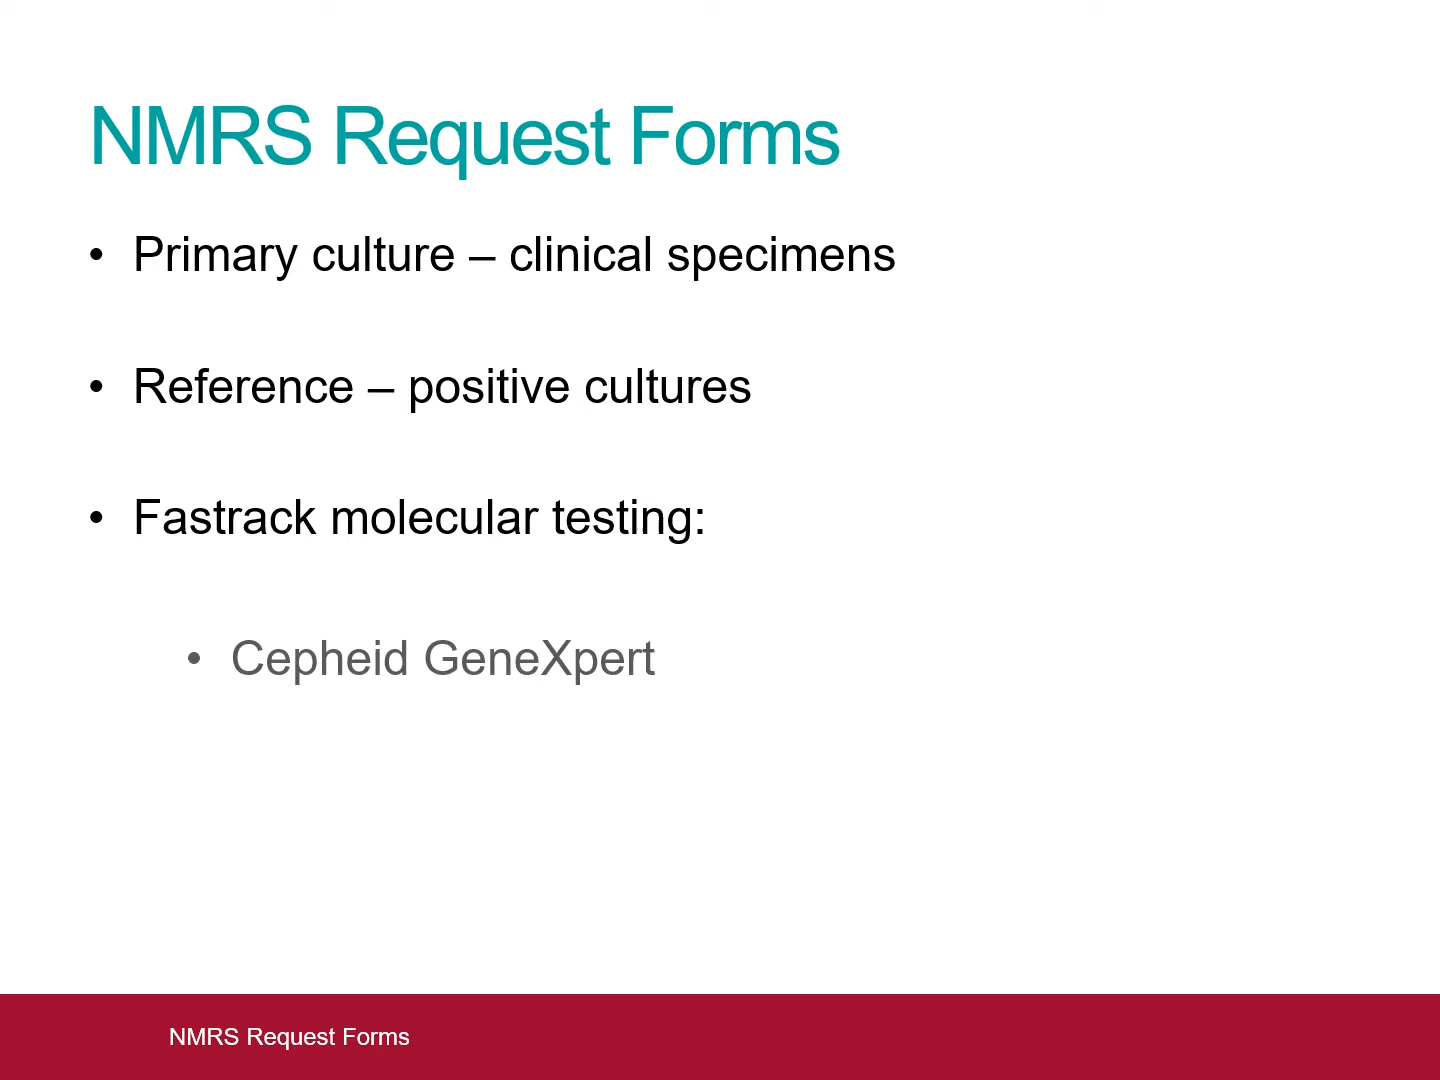 NMRS Request Forms
• Primary culture – clinical specimens
• Reference – positive cultures
• Fastrack molecular testing:
• Cepheid GeneXpert
NMRS Request Forms